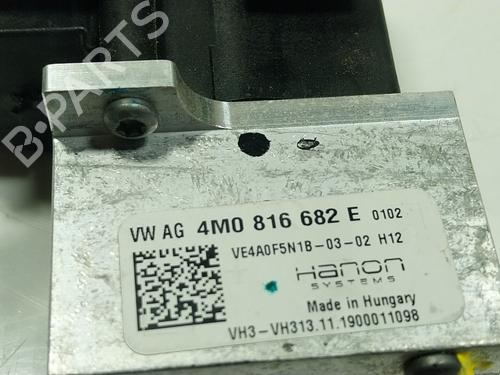 B-PARTS
VW AG 4M0 816 682 E 0102
VE4A0F5N1B-03-02 H12
Hanon
SYSTEMS
Made in Hungary
VH3-VH313.11.1900011098